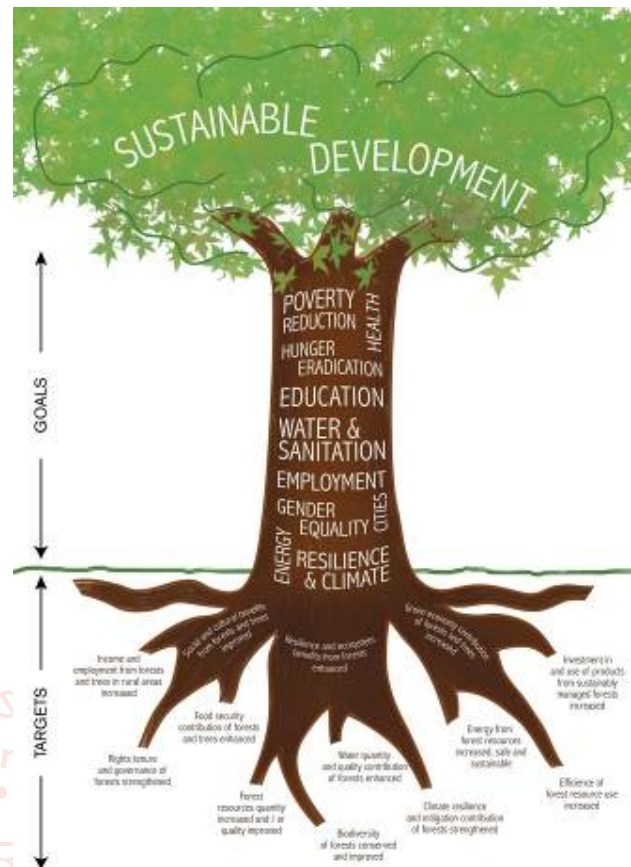 SUSTAINABLE
DEVELOPMENT
GOALS
POVERTY
REDUCTION
HEALTH
HUNGER
ERADICATION
EDUCATION
WATER &
SANITATION
EMPLOYMENT
GENDER
EQUALITY
CITIES
ENERGY
RESILIENCE
& CLIMATE
TARGETS
Social and cultural benefits
from forests and trees
improved
Resilience and ecosystem
benefits from forests
enhanced
Green economy contribution
of forests and trees
increased
Income and
employment from forests
and trees in rural areas
increased
Food security
contribution of forests
and trees enhanced
Rights tenure
and governance of
forests strengthened
Forest
resources quantity
increased and / or
quality improved
Water quantity
and quality contribution
of forests enhanced
Biodiversity
of forests conserved
and improved
Climate resilience
and mitigation contribution
of forests strengthened
Energy from
forest resources
increased, safe and
sustainable
Investment in
and use of products
from sustainably
managed forests
increased
Efficience of
forest resource use
increased